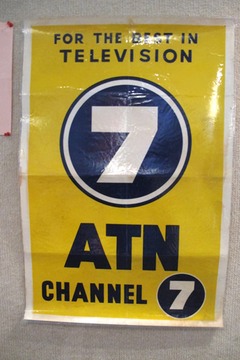 FOR THE BEST IN
TELEVISION
7
ATN
CHANNEL 7